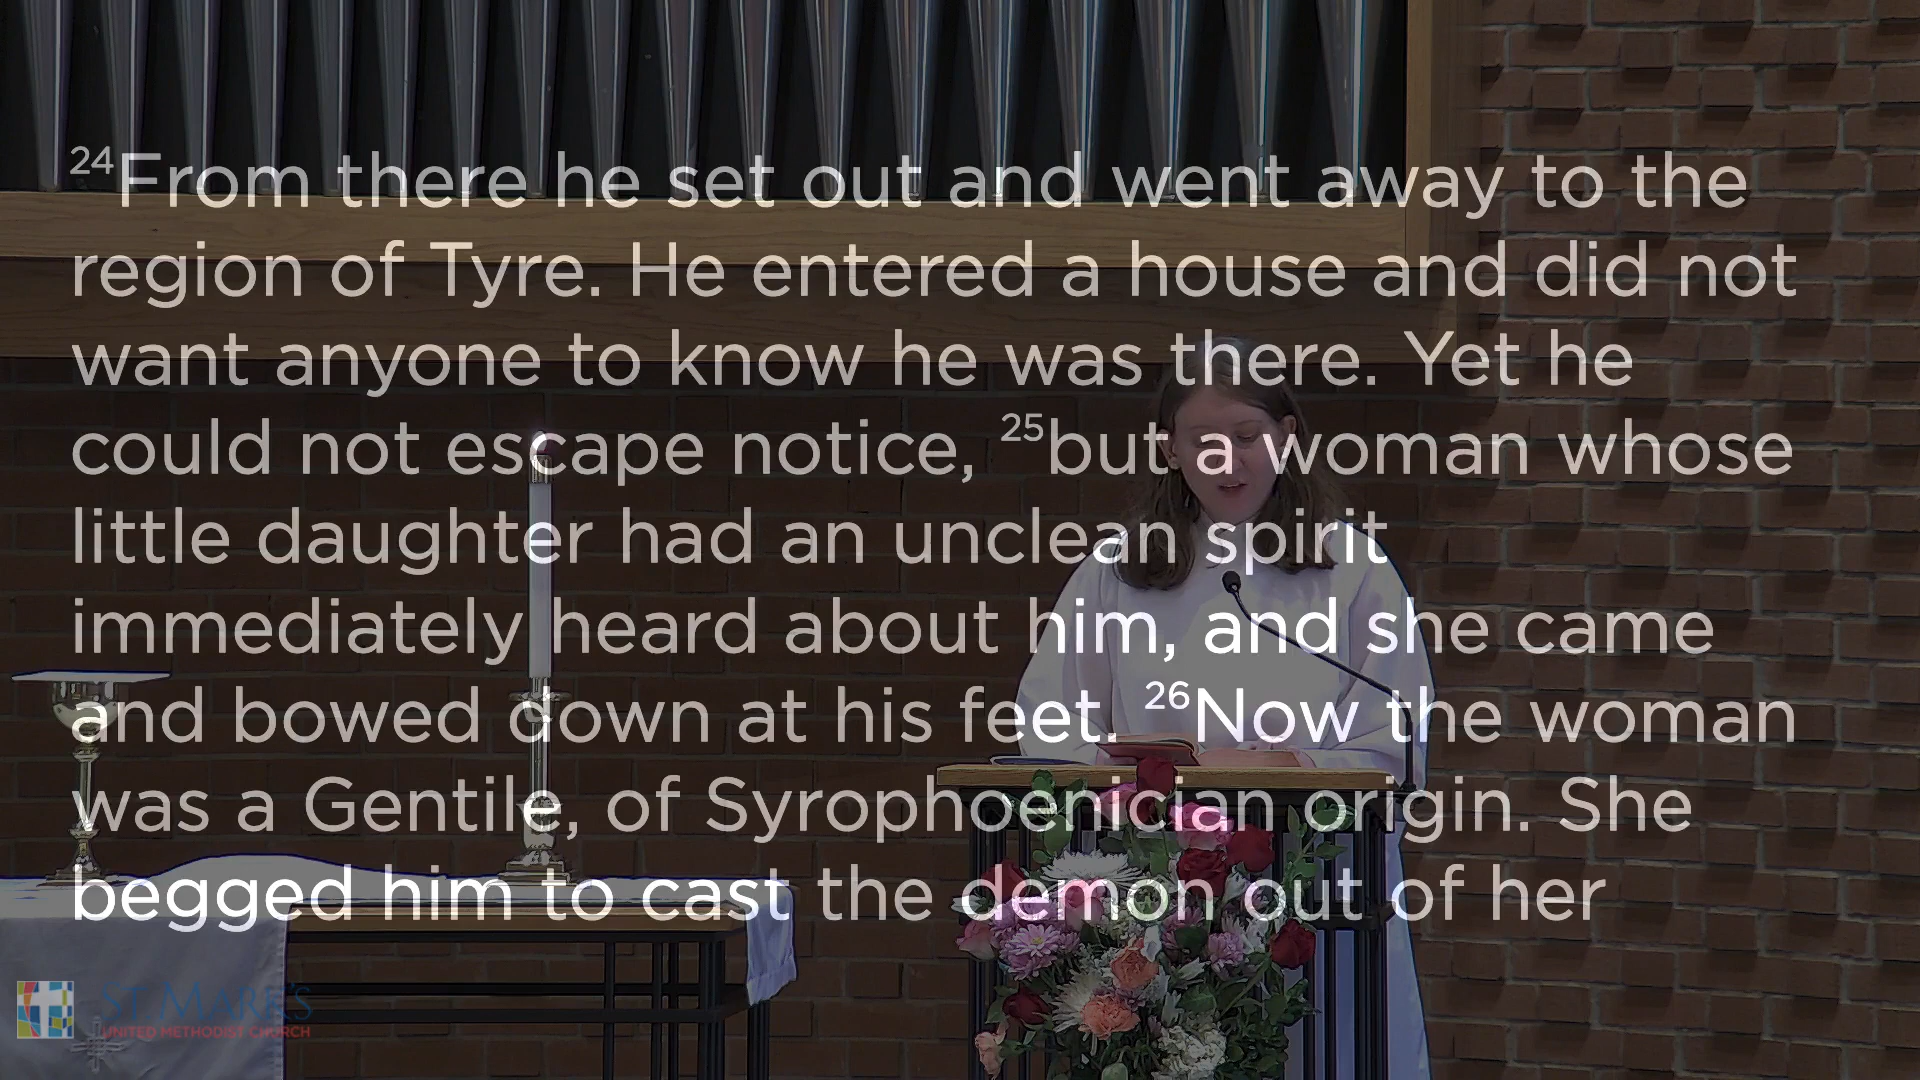 24From there he set out and went away to the
region of Tyre. He entered a house and did not
want anyone to know he was there. Yet he
could not escape notice, 25but a woman whose
little daughter had an unclean spirit
immediately heard about him, and she came
and bowed down at his feet. 26Now the woman
was a Gentile, of Syrophoenician origin. She
begged him to cast the demon out of her
ST MARK'S
UNITED METHODIST CHURCH